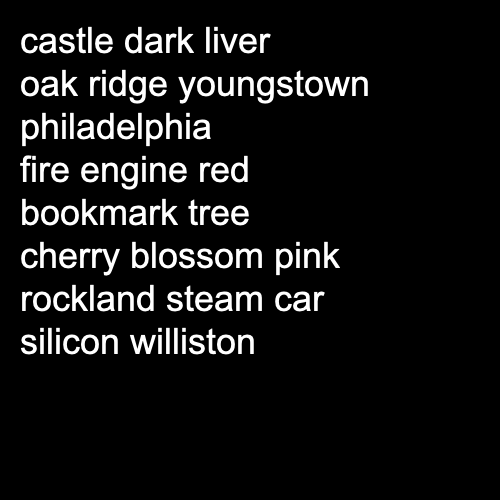 castle dark liver
oak ridge youngstown
philadelphia
fire engine red
bookmark tree
cherry blossom pink
rockland steam car
silicon williston